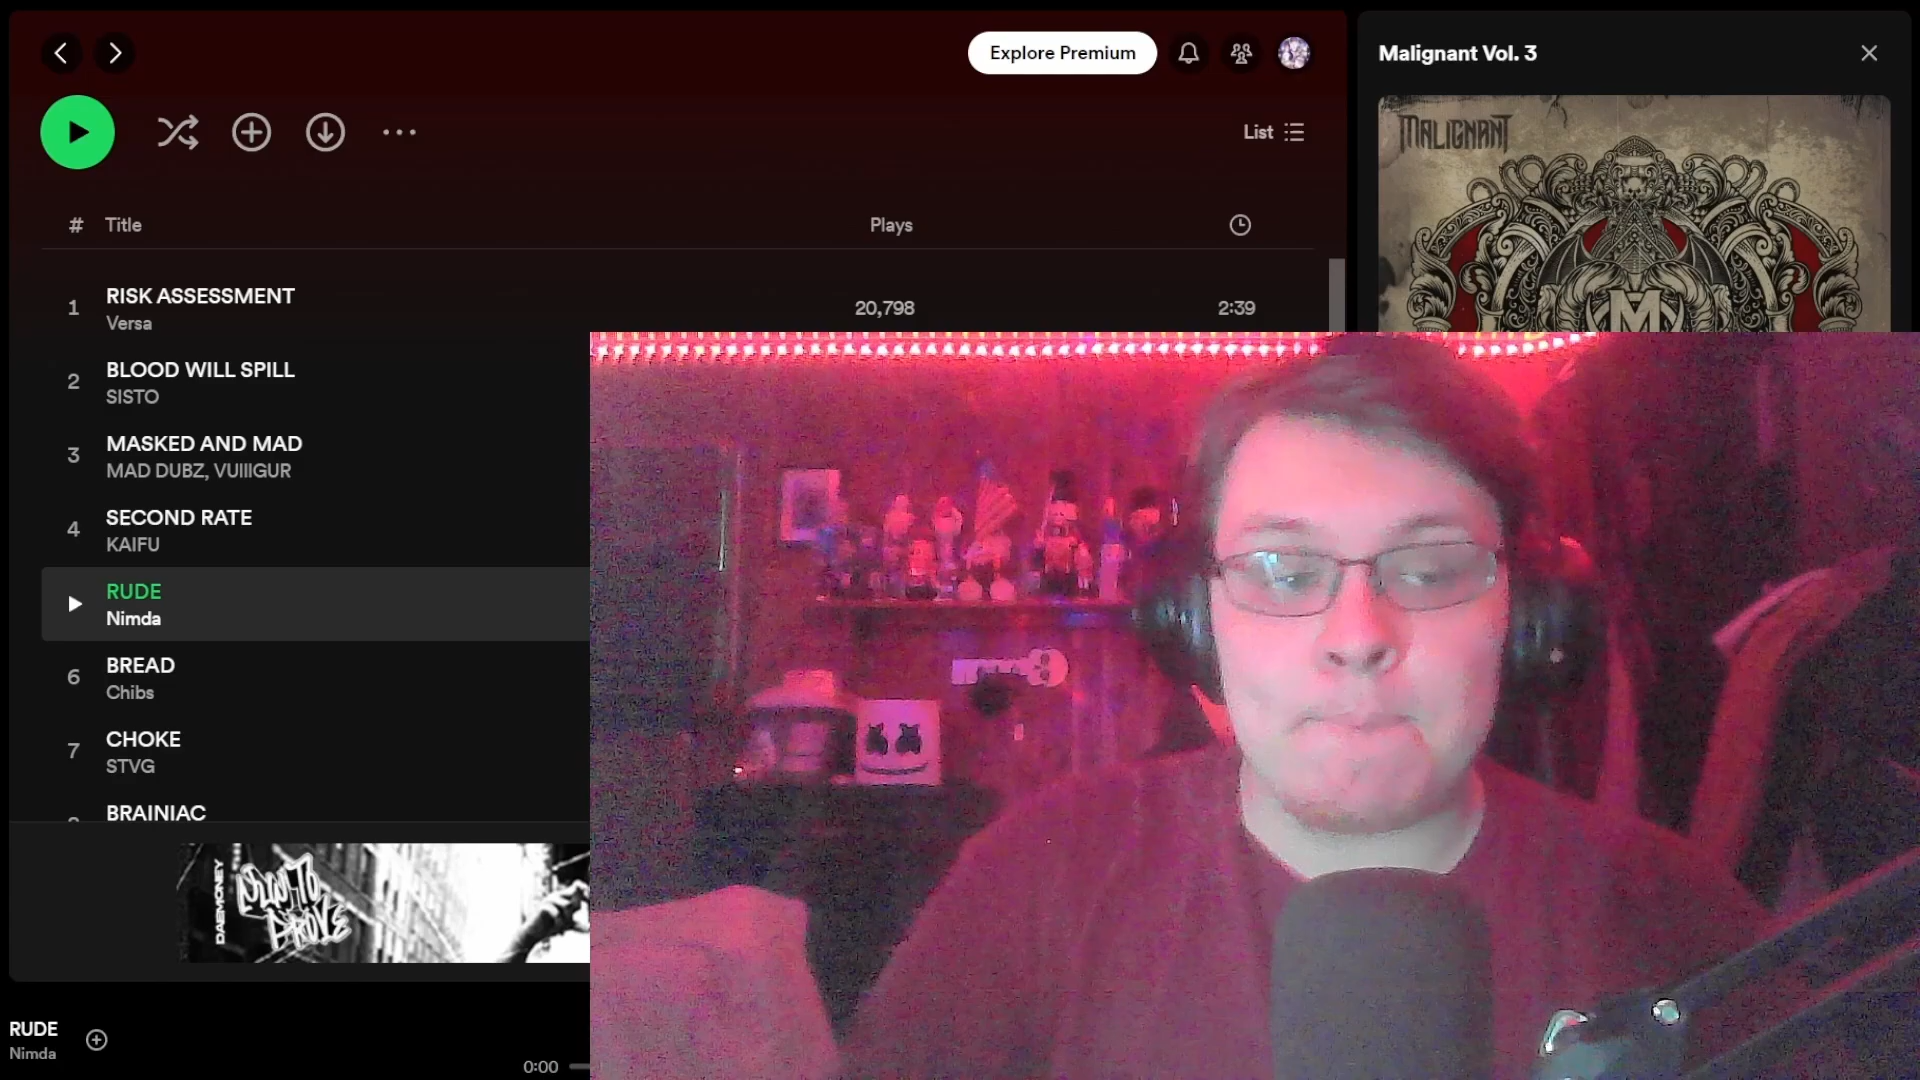 Explore Premium
Malignant Vol. 3
List
MALIGNANT
# Title Plays
1 RISK ASSESSMENT 20,798 2:39
Versa
2 BLOOD WILL SPILL
SISTO
3 MASKED AND MAD
MAD DUBZ, VUIIIGUR
4 SECOND RATE
KAIFU
RUDE
Nimda
6 BREAD
Chibs
7 CHOKE
STVG
BRAINIAC
DAEMONEY
RUDE
Nimda
0:00